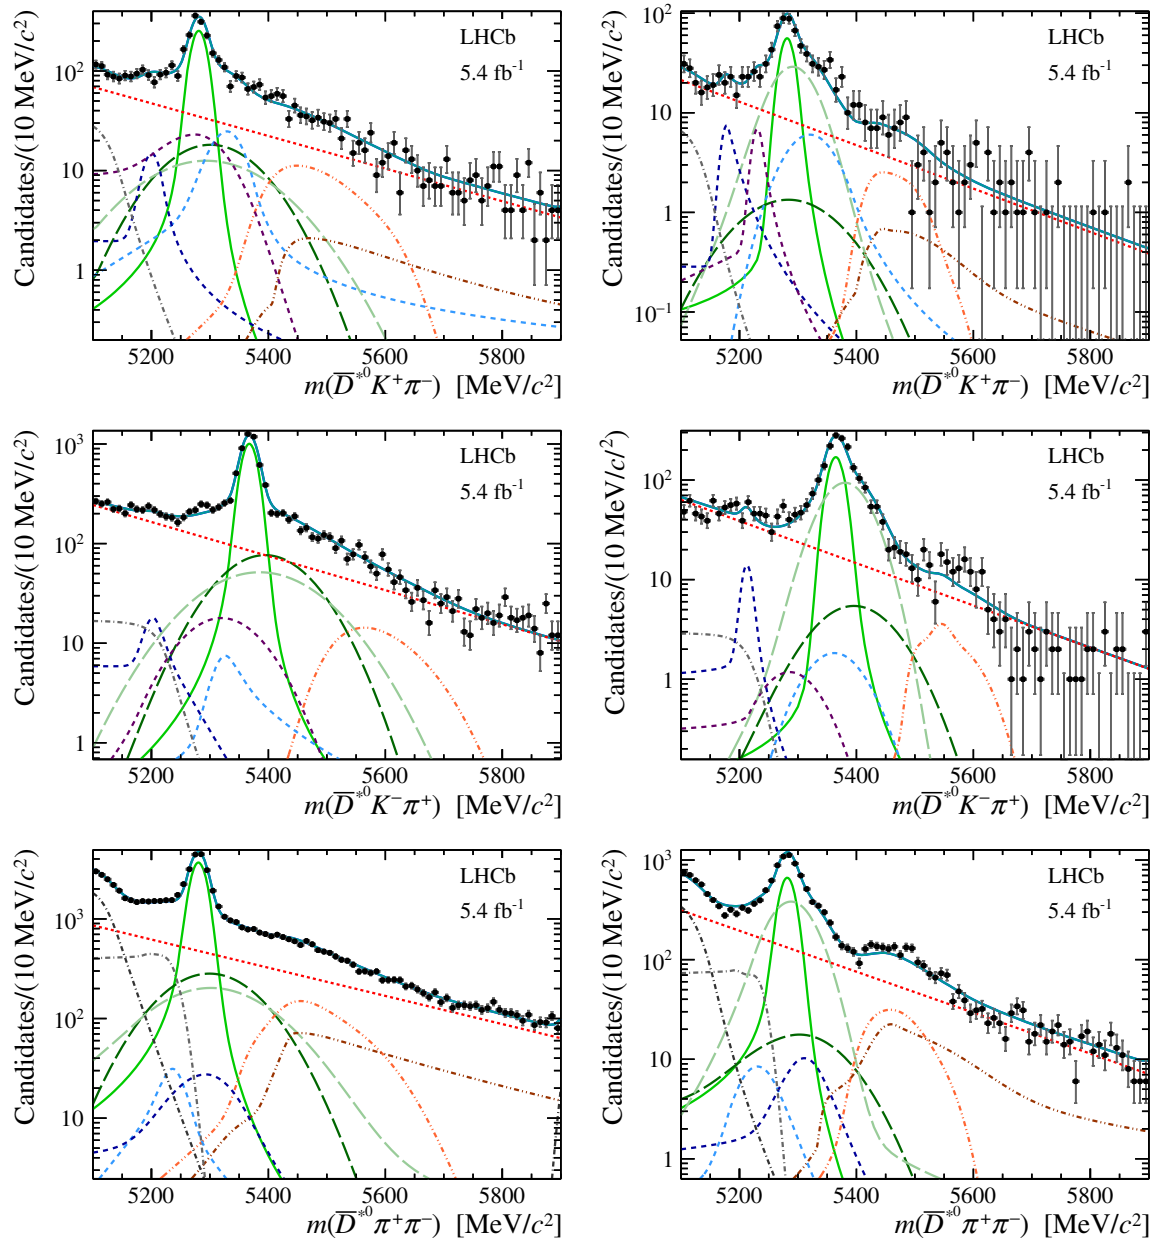 Candidates/(10 MeV/c²)
10²
10
1
LHCb
5.4 fb⁻¹
5200 5400 5600 5800
m(D̅*⁰K⁺π⁻) [MeV/c²]
Candidates/(10 MeV/c²)
10²
10
1
10⁻¹
LHCb
5.4 fb⁻¹
5200 5400 5600 5800
m(D̅*⁰K⁺π⁻) [MeV/c²]
Candidates/(10 MeV/c²)
10³
10²
10
1
LHCb
5.4 fb⁻¹
5200 5400 5600 5800
m(D̅*⁰K⁻π⁺) [MeV/c²]
Candidates/(10 MeV/c/²)
10²
10
1
LHCb
5.4 fb⁻¹
5200 5400 5600 5800
m(D̅*⁰K⁻π⁺) [MeV/c²]
Candidates/(10 MeV/c²)
10³
10²
10
LHCb
5.4 fb⁻¹
5200 5400 5600 5800
m(D̅*⁰π⁺π⁻) [MeV/c²]
Candidates/(10 MeV/c²)
10³
10²
10
1
LHCb
5.4 fb⁻¹
5200 5400 5600 5800
m(D̅*⁰π⁺π⁻) [MeV/c²]